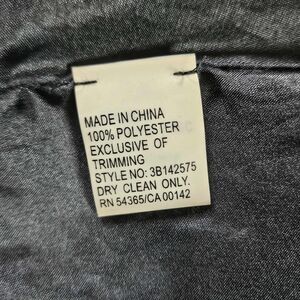 MADE IN CHINA
100% POLYESTER
EXCLUSIVE OF
TRIMMING
STYLE NO: 3B142575
DRY CLEAN ONLY.
RN 54365/CA 00142